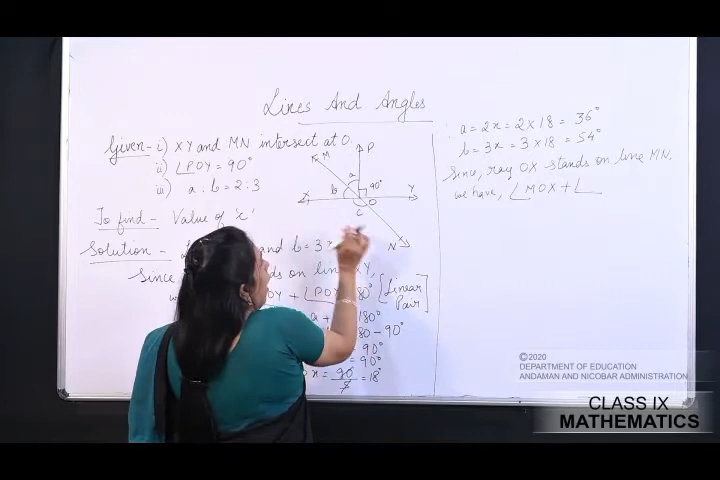 Lines And Angles
Given - i) XY and MN intersect at O.
ii) ∠POY = 90°
iii) a : b = 2 : 3
To find - Value of 'c'
Solution - and b = 3x
Since on line XY,
OY + ∠PO 80° [Linear Pair]
a + 180°
80 - 90°
= 90°
= 90°
x = 90/5 = 18°
M
P
a
b
90°
X
Y
O
c
N
∴ a = 2x = 2 × 18 = 36°
b = 3x = 3 × 18 = 54°
Since, ray OX stands on line MN.
we have, ∠MOX + ∠
©2020
DEPARTMENT OF EDUCATION
ANDAMAN AND NICOBAR ADMINISTRATION
CLASS IX
MATHEMATICS